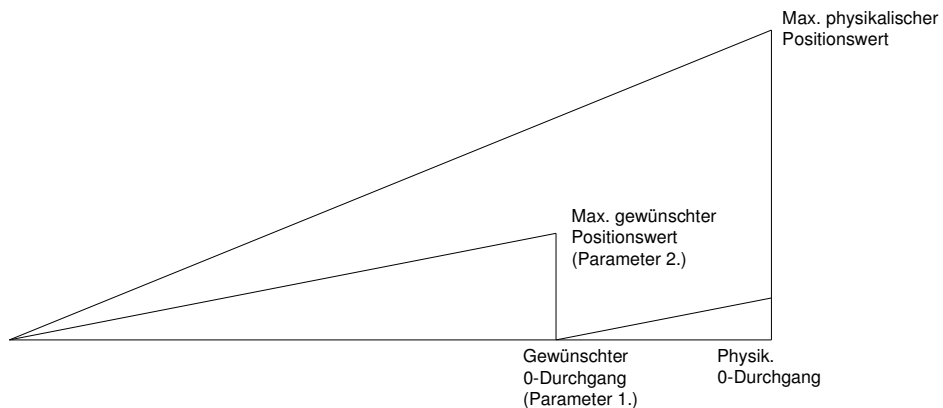 Max. physikalischer
Positionswert
Max. gewünschter
Positionswert
(Parameter 2.)
Gewünschter
0-Durchgang
(Parameter 1.)
Physik.
0-Durchgang